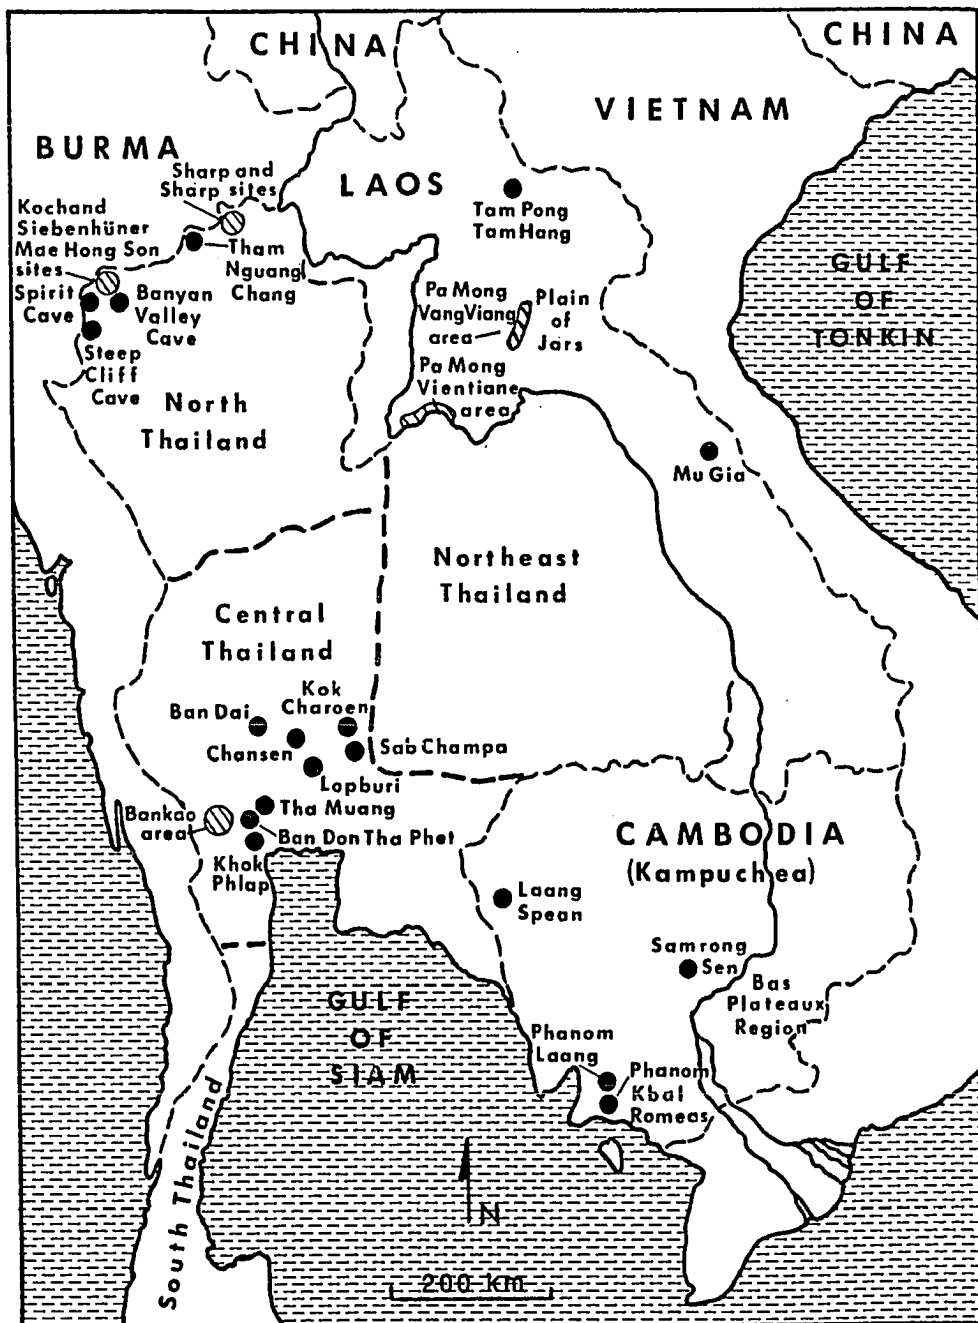 CHINA
CHINA
VIETNAM
BURMA
LAOS
Sharp and
Sharp sites
Kochand
Siebenhüner
Mae Hong Son
sites
Spirit
Cave
Banyan
Valley
Cave
Steep
Cliff
Cave
Tham
Nguang
Chang
Tam Pong
Tam Hang
Pa Mong
Vang Viang
area
Plain
of
Jars
Pa Mong
Vientiane
area
GULF
OF
TONKIN
North
Thailand
Mu Gia
Northeast
Thailand
Central
Thailand
Kok
Charoen
Ban Dai
Chansen
Sab Champa
Lopburi
Tha Muang
Bankao
area
Ban Don Tha Phet
Khok
Phlap
CAMBODIA
(Kampuchea)
Laang
Spean
Samrong
Sen
Bas
Plateaux
Region
GULF
OF
SIAM
Phanom
Laang
Phanom
Kbal
Romeas
South Thailand
N
200 km